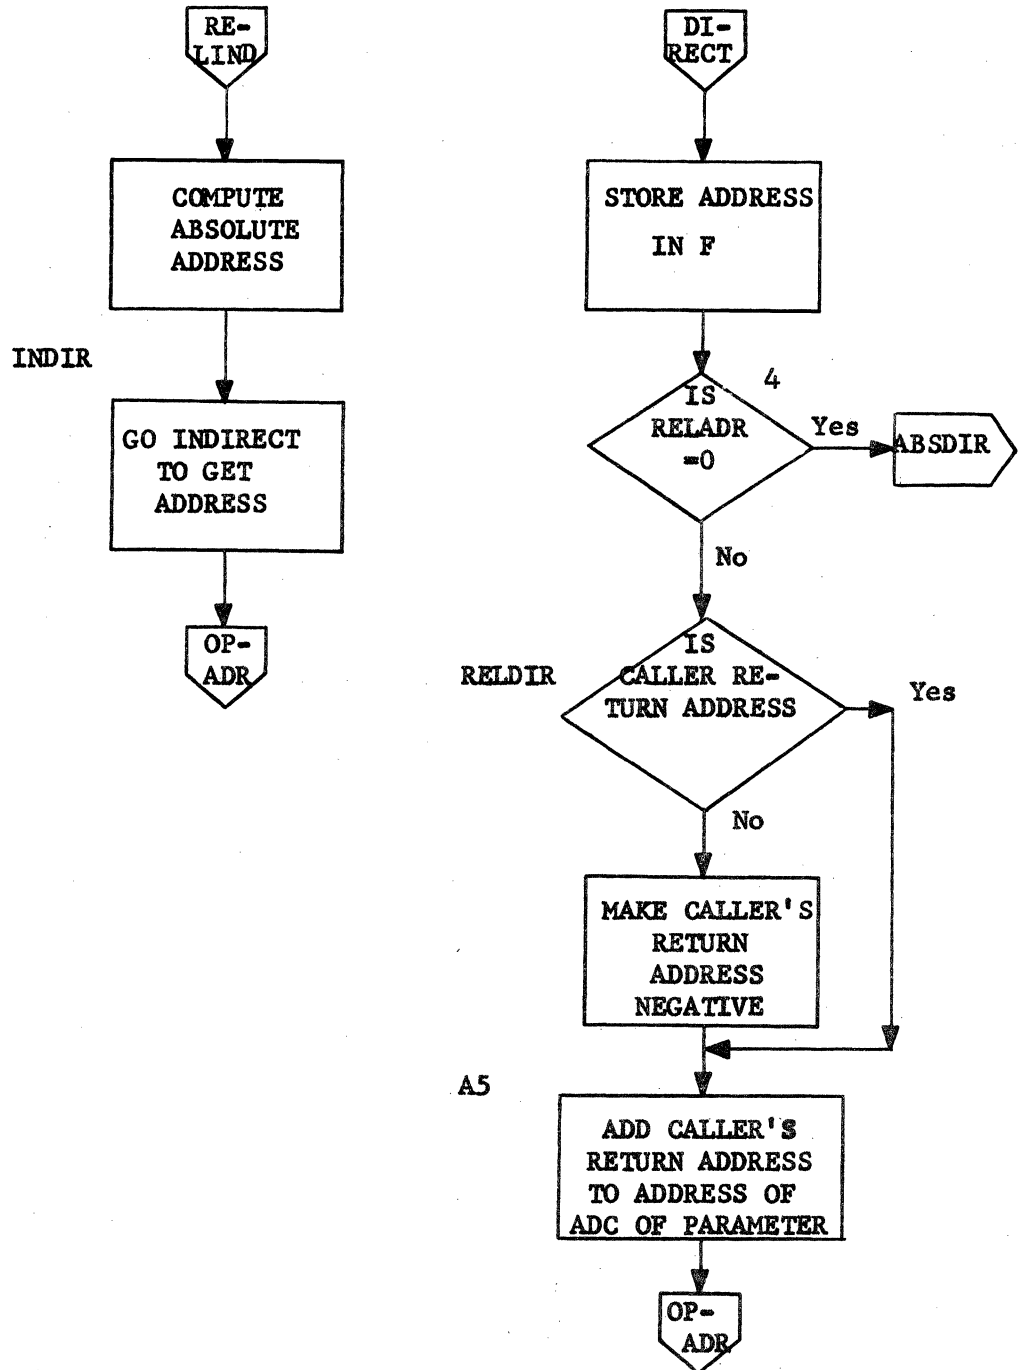 RE-
LIND
COMPUTE
ABSOLUTE
ADDRESS
INDIR
GO INDIRECT
TO GET
ADDRESS
OP-
ADR
DI-
RECT
STORE ADDRESS
IN F
4
IS
RELADR
=0
Yes
ABSDIR
No
RELDIR
IS
CALLER RE-
TURN ADDRESS
Yes
No
MAKE CALLER'S
RETURN
ADDRESS
NEGATIVE
A5
ADD CALLER'S
RETURN ADDRESS
TO ADDRESS OF
ADC OF PARAMETER
OP-
ADR